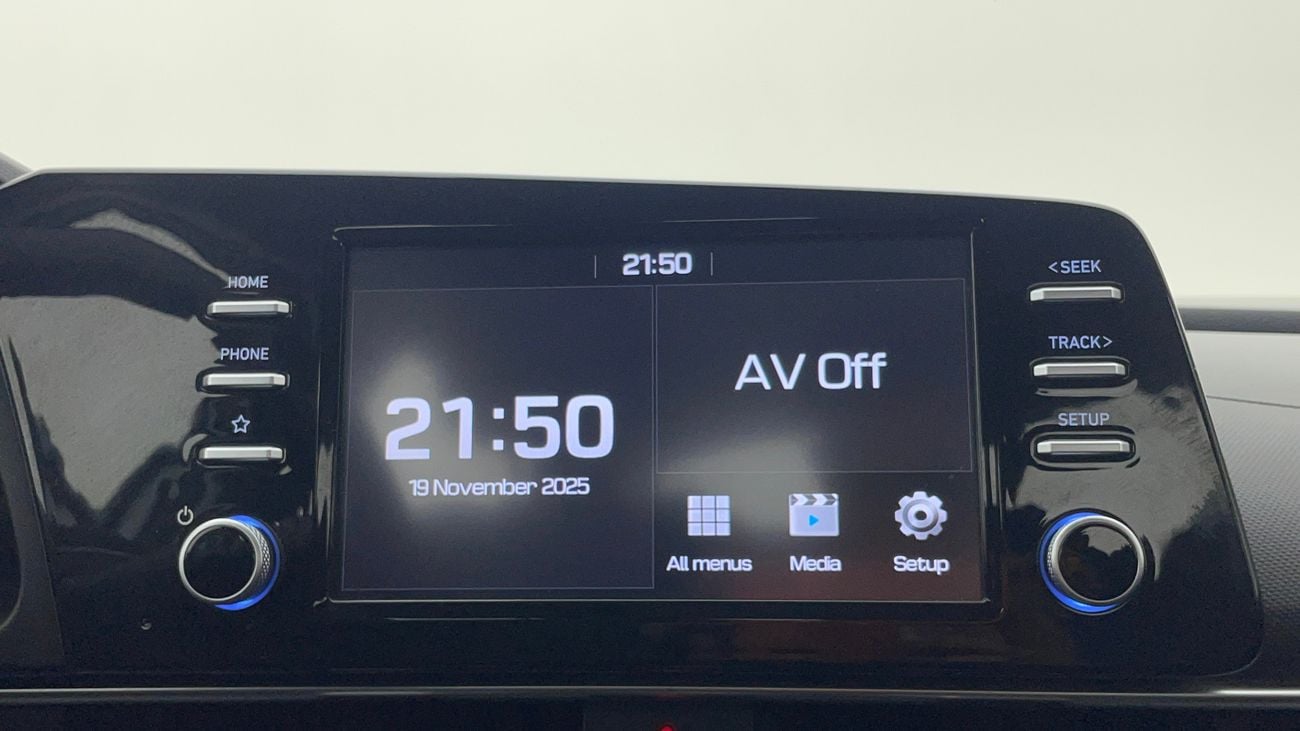 HOME
PHONE
21:50
21:50
19 November 2025
AV Off
All menus
Media
Setup
<SEEK
TRACK>
SETUP